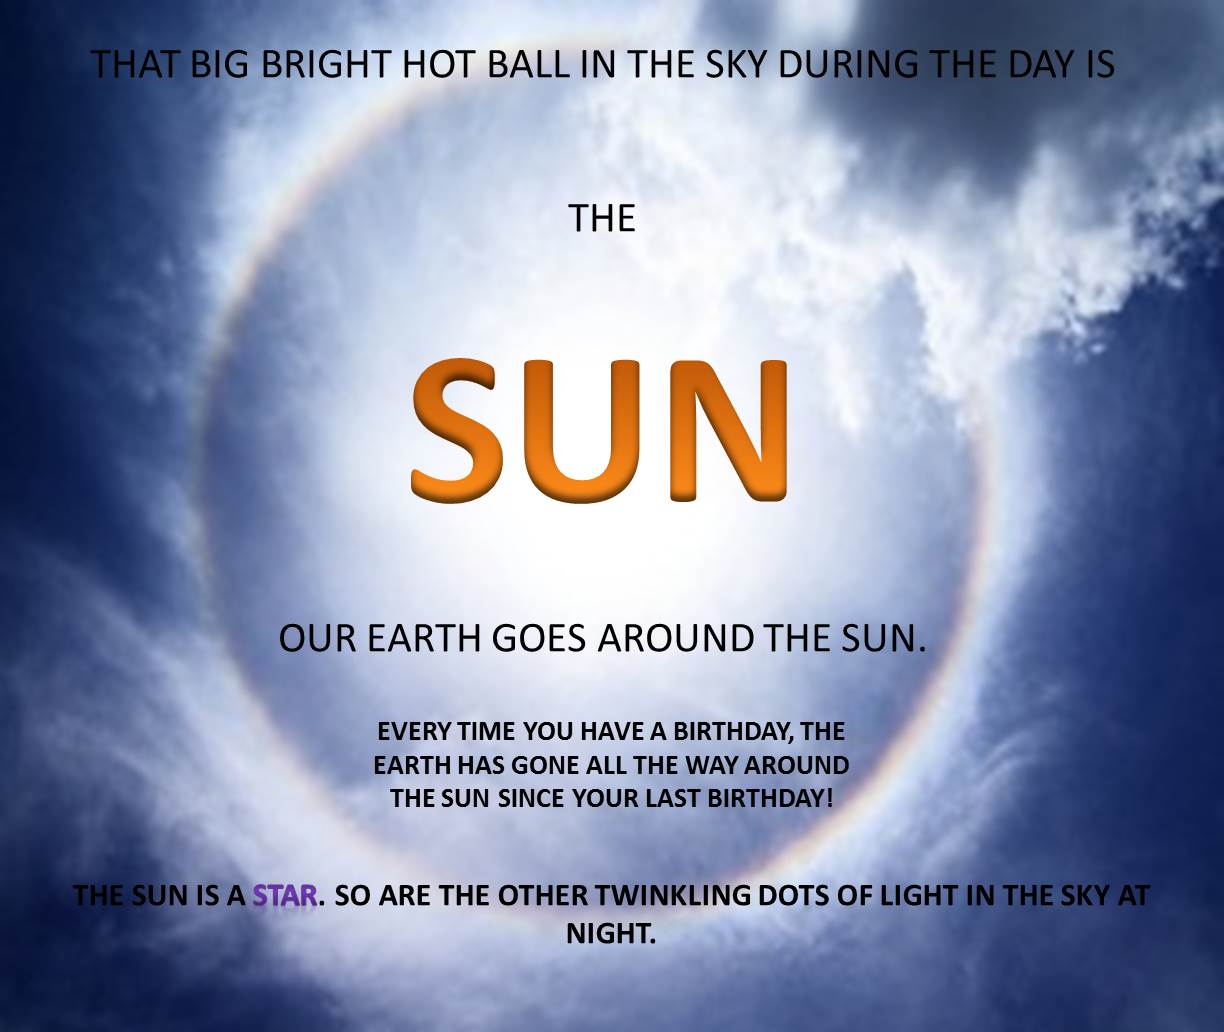 THAT BIG BRIGHT HOT BALL IN THE SKY DURING THE DAY IS
THE
SUN
OUR EARTH GOES AROUND THE SUN.
EVERY TIME YOU HAVE A BIRTHDAY, THE
EARTH HAS GONE ALL THE WAY AROUND
THE SUN SINCE YOUR LAST BIRTHDAY!
THE SUN IS A STAR. SO ARE THE OTHER TWINKLING DOTS OF LIGHT IN THE SKY AT
NIGHT.